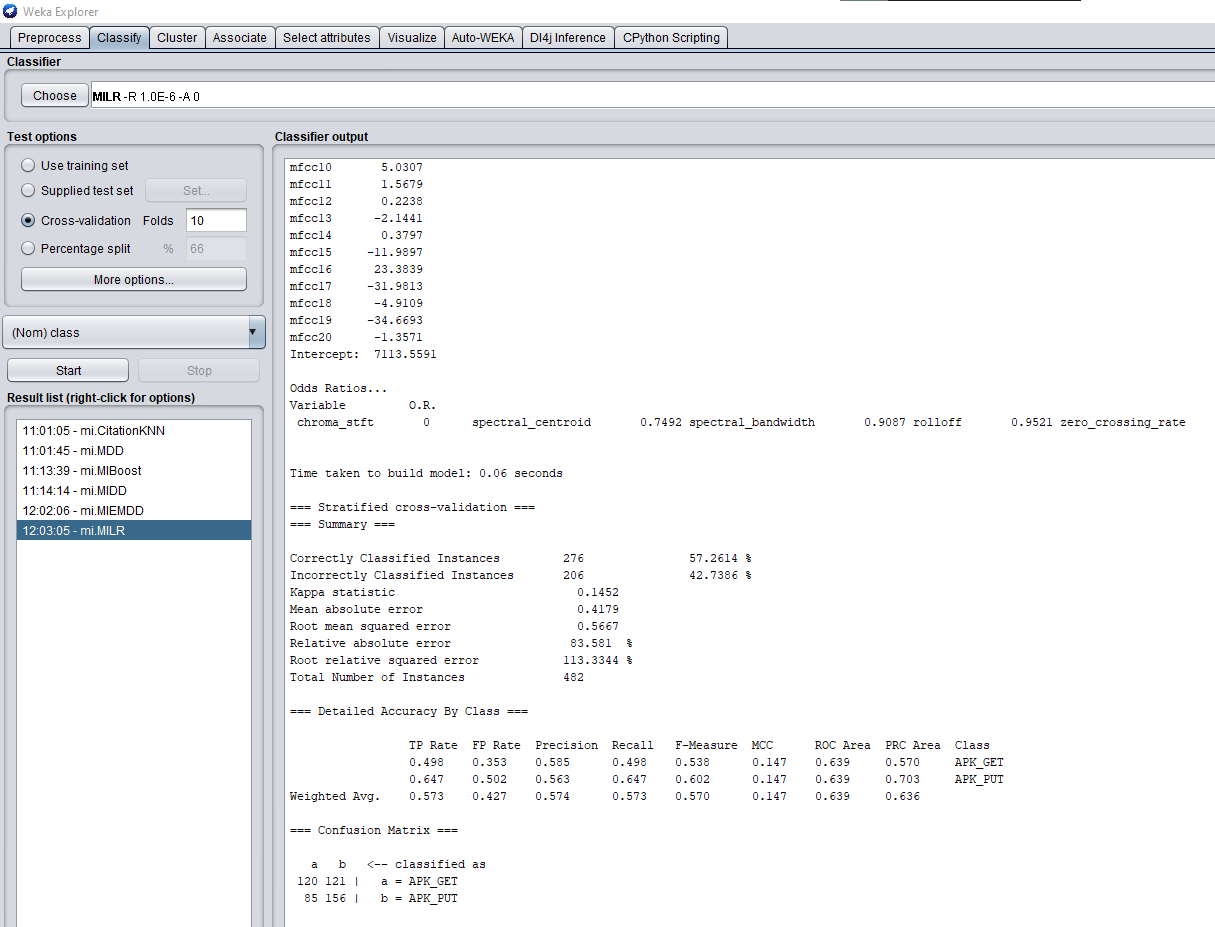 Weka Explorer
Preprocess Classify Cluster Associate Select attributes Visualize Auto-WEKA Dl4j Inference CPython Scripting
Classifier
Choose MILR -R 1.0E-6 -A 0
Test options
Use training set
Supplied test set Set...
Cross-validation Folds 10
Percentage split % 66
More options...
(Nom) class
Start Stop
Result list (right-click for options)
11:01:05 - mi.CitationKNN
11:01:45 - mi.MDD
11:13:39 - mi.MIBoost
11:14:14 - mi.MIDD
12:02:06 - mi.MIEMDD
12:03:05 - mi.MILR
Classifier output
mfcc10 5.0307
mfcc11 1.5679
mfcc12 0.2238
mfcc13 -2.1441
mfcc14 0.3797
mfcc15 -11.9897
mfcc16 23.3839
mfcc17 -31.9813
mfcc18 -4.9109
mfcc19 -34.6693
mfcc20 -1.3571
Intercept: 7113.5591
Odds Ratios...
Variable O.R.
chroma_stft 0 spectral_centroid 0.7492 spectral_bandwidth 0.9087 rolloff 0.9521 zero_crossing_rate
Time taken to build model: 0.06 seconds
=== Stratified cross-validation ===
=== Summary ===
Correctly Classified Instances 276 57.2614 %
Incorrectly Classified Instances 206 42.7386 %
Kappa statistic 0.1452
Mean absolute error 0.4179
Root mean squared error 0.5667
Relative absolute error 83.581 %
Root relative squared error 113.3344 %
Total Number of Instances 482
=== Detailed Accuracy By Class ===
TP Rate FP Rate Precision Recall F-Measure MCC ROC Area PRC Area Class
0.498 0.353 0.585 0.498 0.538 0.147 0.639 0.570 APK_GET
0.647 0.502 0.563 0.647 0.602 0.147 0.639 0.703 APK_PUT
Weighted Avg. 0.573 0.427 0.574 0.573 0.570 0.147 0.639 0.636
=== Confusion Matrix ===
a b <-- classified as
120 121 | a = APK_GET
85 156 | b = APK_PUT